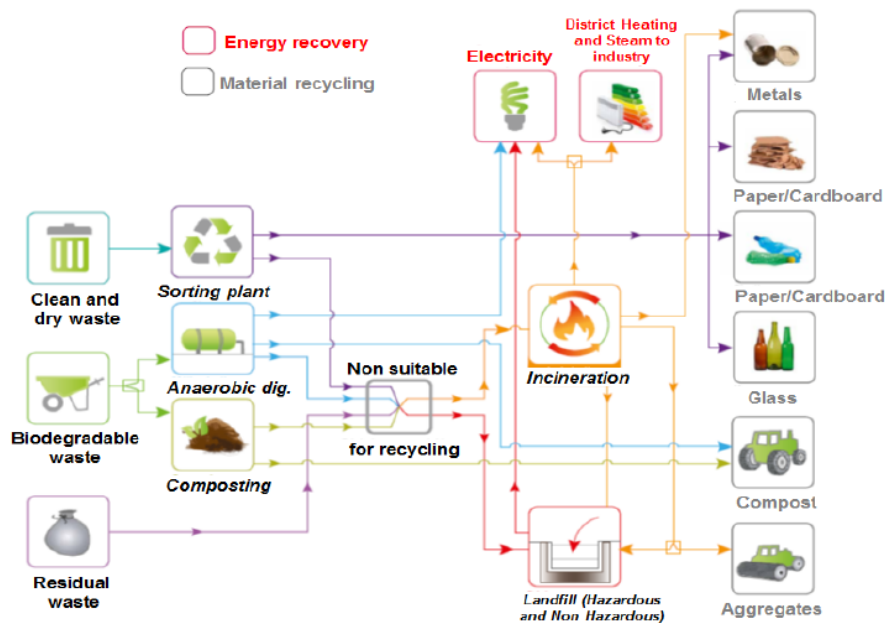 Energy recovery
Material recycling
Electricity
District Heating
and Steam to
industry
Metals
Paper/Cardboard
Clean and
dry waste
Sorting plant
Paper/Cardboard
Anaerobic dig.
Non suitable
for recycling
Incineration
Glass
Biodegradable
waste
Composting
Compost
Residual
waste
Landfill (Hazardous
and Non Hazardous)
Aggregates